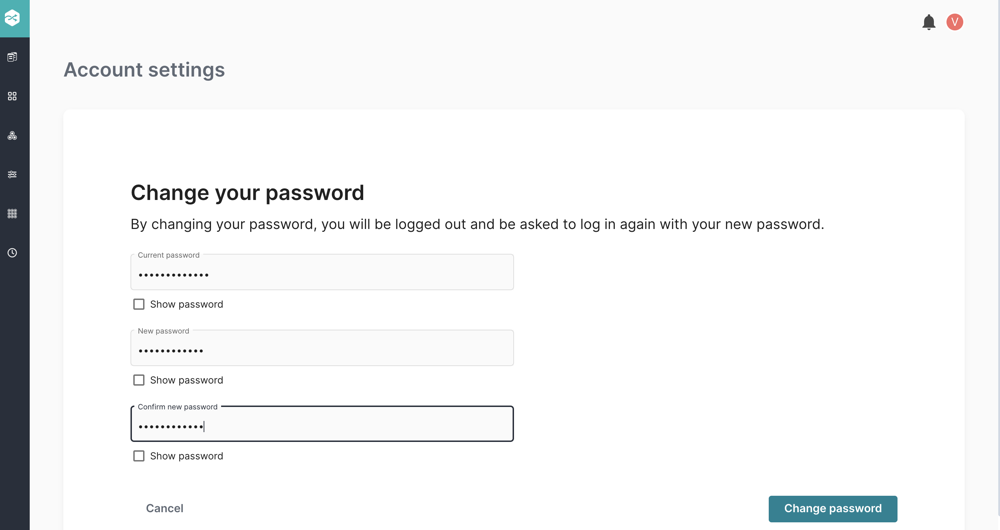 V
Account settings
Change your password
By changing your password, you will be logged out and be asked to log in again with your new password.
Current password
•••••••••••••
Show password
New password
••••••••••••
Show password
Confirm new password
••••••••••••
Show password
Cancel
Change password